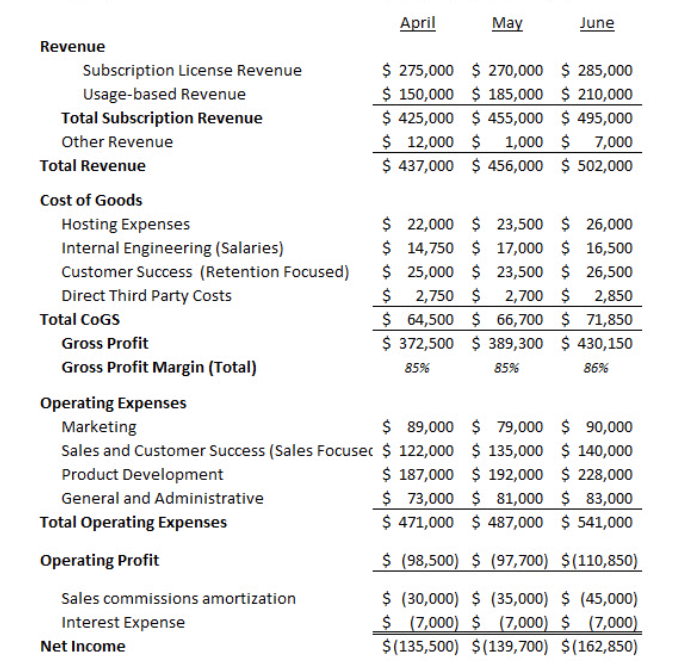 April May June
Revenue
Subscription License Revenue $ 275,000 $ 270,000 $ 285,000
Usage-based Revenue $ 150,000 $ 185,000 $ 210,000
Total Subscription Revenue $ 425,000 $ 455,000 $ 495,000
Other Revenue $ 12,000 $ 1,000 $ 7,000
Total Revenue $ 437,000 $ 456,000 $ 502,000
Cost of Goods
Hosting Expenses $ 22,000 $ 23,500 $ 26,000
Internal Engineering (Salaries) $ 14,750 $ 17,000 $ 16,500
Customer Success (Retention Focused) $ 25,000 $ 23,500 $ 26,500
Direct Third Party Costs $ 2,750 $ 2,700 $ 2,850
Total CoGS $ 64,500 $ 66,700 $ 71,850
Gross Profit $ 372,500 $ 389,300 $ 430,150
Gross Profit Margin (Total) 85% 85% 86%
Operating Expenses
Marketing $ 89,000 $ 79,000 $ 90,000
Sales and Customer Success (Sales Focused $ 122,000 $ 135,000 $ 140,000
Product Development $ 187,000 $ 192,000 $ 228,000
General and Administrative $ 73,000 $ 81,000 $ 83,000
Total Operating Expenses $ 471,000 $ 487,000 $ 541,000
Operating Profit $ (98,500) $ (97,700) $(110,850)
Sales commissions amortization $ (30,000) $ (35,000) $ (45,000)
Interest Expense $ (7,000) $ (7,000) $ (7,000)
Net Income $(135,500) $(139,700) $(162,850)